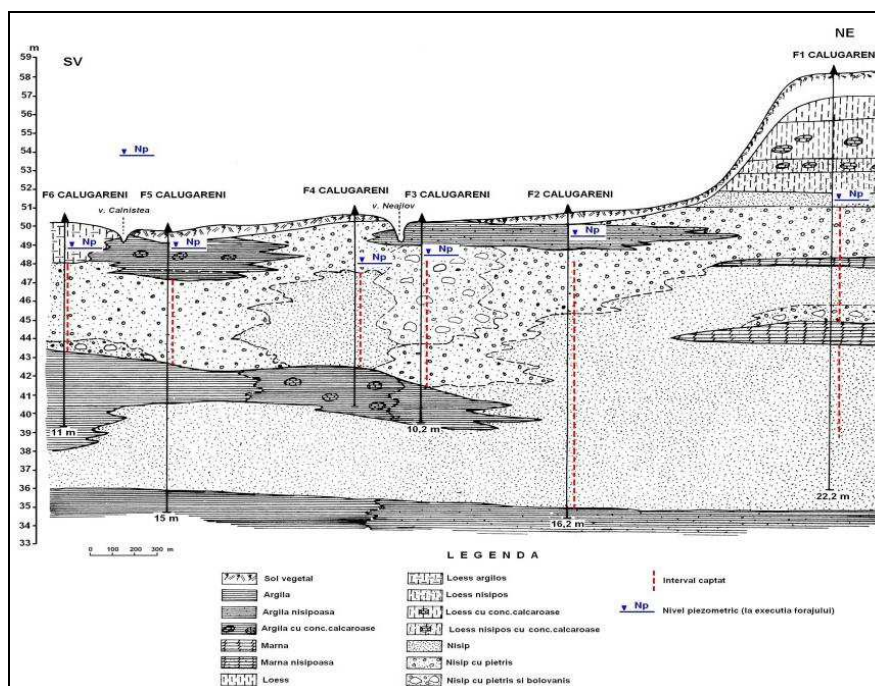 m
SV
NE
59
58
57
56
55
54
53
52
51
50
49
48
47
46
45
44
43
42
41
40
39
38
37
36
35
34
33
F1 CALUGARENI
Np
F6 CALUGARENI
v. Calnistea
F5 CALUGARENI
F4 CALUGARENI
v. Neajlov
F3 CALUGARENI
F2 CALUGARENI
Np
Np
Np
Np
Np
Np
11 m
15 m
10,2 m
16,2 m
22,2 m
0 100 200 300 m
LEGENDA
Sol vegetal
Argila
Argila nisipoasa
Argila cu conc.calcaroase
Marna
Marna nisipoasa
Loess
Loess argilos
Loess nisipos
Loess cu conc.calcaroase
Loess nisipos cu conc.calcaroase
Nisip
Nisip cu pietris
Nisip cu pietris si bolovanis
Interval captat
Np Nivel piezometric (la executia forajului)